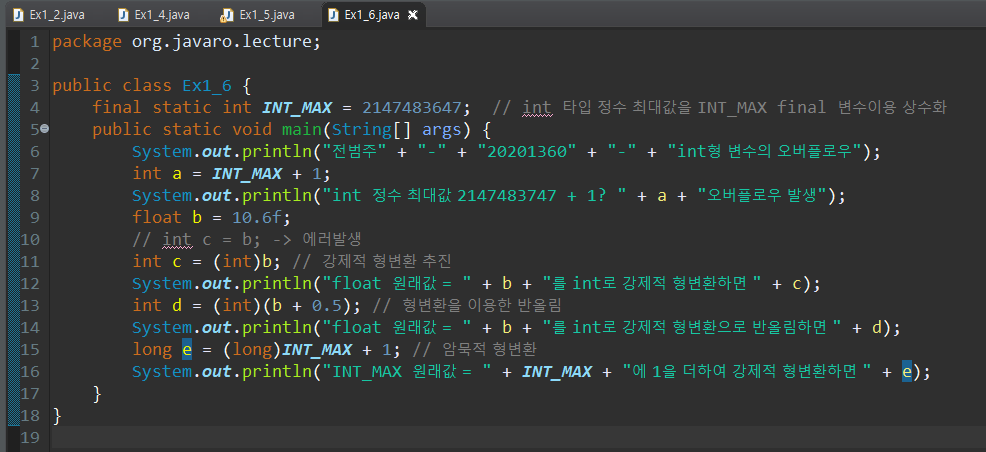 Ex1_2.java Ex1_4.java Ex1_5.java Ex1_6.java
1 package org.javaro.lecture;
2
3 public class Ex1_6 {
4 final static int INT_MAX = 2147483647; // int 타입 정수 최대값을 INT_MAX final 변수이용 상수화
5 public static void main(String[] args) {
6 System.out.println("전범주" + "-" + "20201360" + "-" + "int형 변수의 오버플로우");
7 int a = INT_MAX + 1;
8 System.out.println("int 정수 최대값 2147483747 + 1? " + a + "오버플로우 발생");
9 float b = 10.6f;
10 // int c = b; -> 에러발생
11 int c = (int)b; // 강제적 형변환 추진
12 System.out.println("float 원래값 = " + b + "를 int로 강제적 형변환하면 " + c);
13 int d = (int)(b + 0.5); // 형변환을 이용한 반올림
14 System.out.println("float 원래값 = " + b + "를 int로 강제적 형변환으로 반올림하면 " + d);
15 long e = (long)INT_MAX + 1; // 암묵적 형변환
16 System.out.println("INT_MAX 원래값 = " + INT_MAX + "에 1을 더하여 강제적 형변환하면 " + e);
17 }
18 }
19